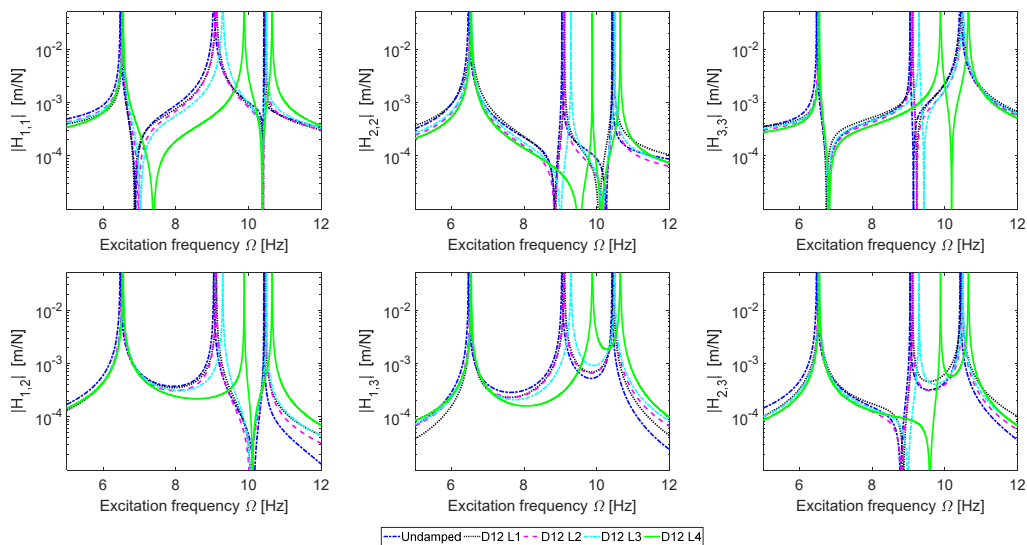 10⁻²
10⁻³
10⁻⁴
|H₁,₁| [m/N]
6 8 10 12
Excitation frequency Ω [Hz]
10⁻²
10⁻³
10⁻⁴
|H₂,₂| [m/N]
6 8 10 12
Excitation frequency Ω [Hz]
10⁻²
10⁻³
10⁻⁴
|H₃,₃| [m/N]
6 8 10 12
Excitation frequency Ω [Hz]
10⁻²
10⁻³
10⁻⁴
|H₁,₂| [m/N]
6 8 10 12
Excitation frequency Ω [Hz]
10⁻²
10⁻³
10⁻⁴
|H₁,₃| [m/N]
6 8 10 12
Excitation frequency Ω [Hz]
10⁻²
10⁻³
10⁻⁴
|H₂,₃| [m/N]
6 8 10 12
Excitation frequency Ω [Hz]
Undamped D12 L1 D12 L2 D12 L3 D12 L4